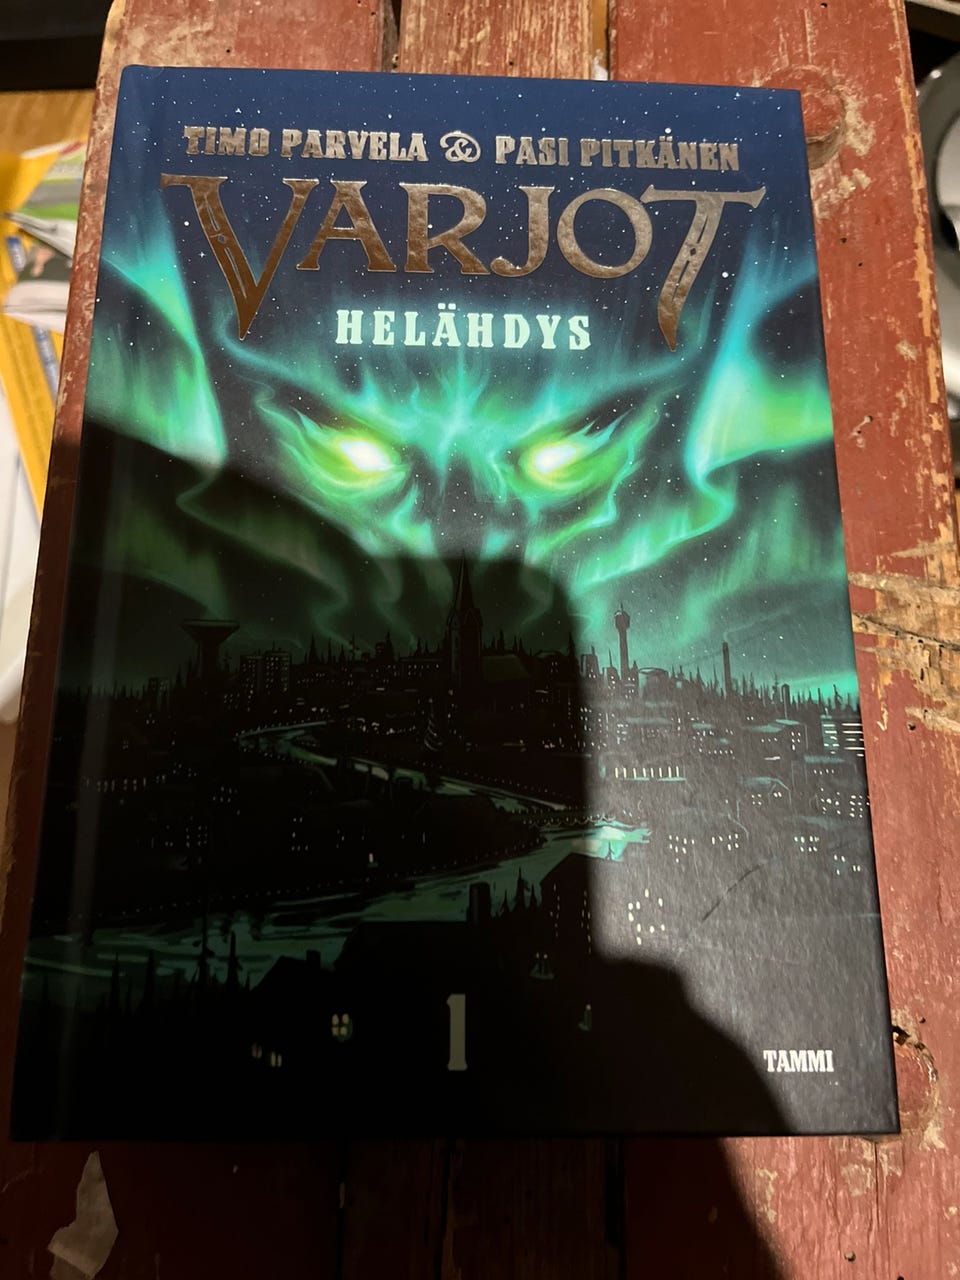 TIMO PARVELA & PASI PITKÄNEN
VARJOT
HELÄHDYS
1
TAMMI